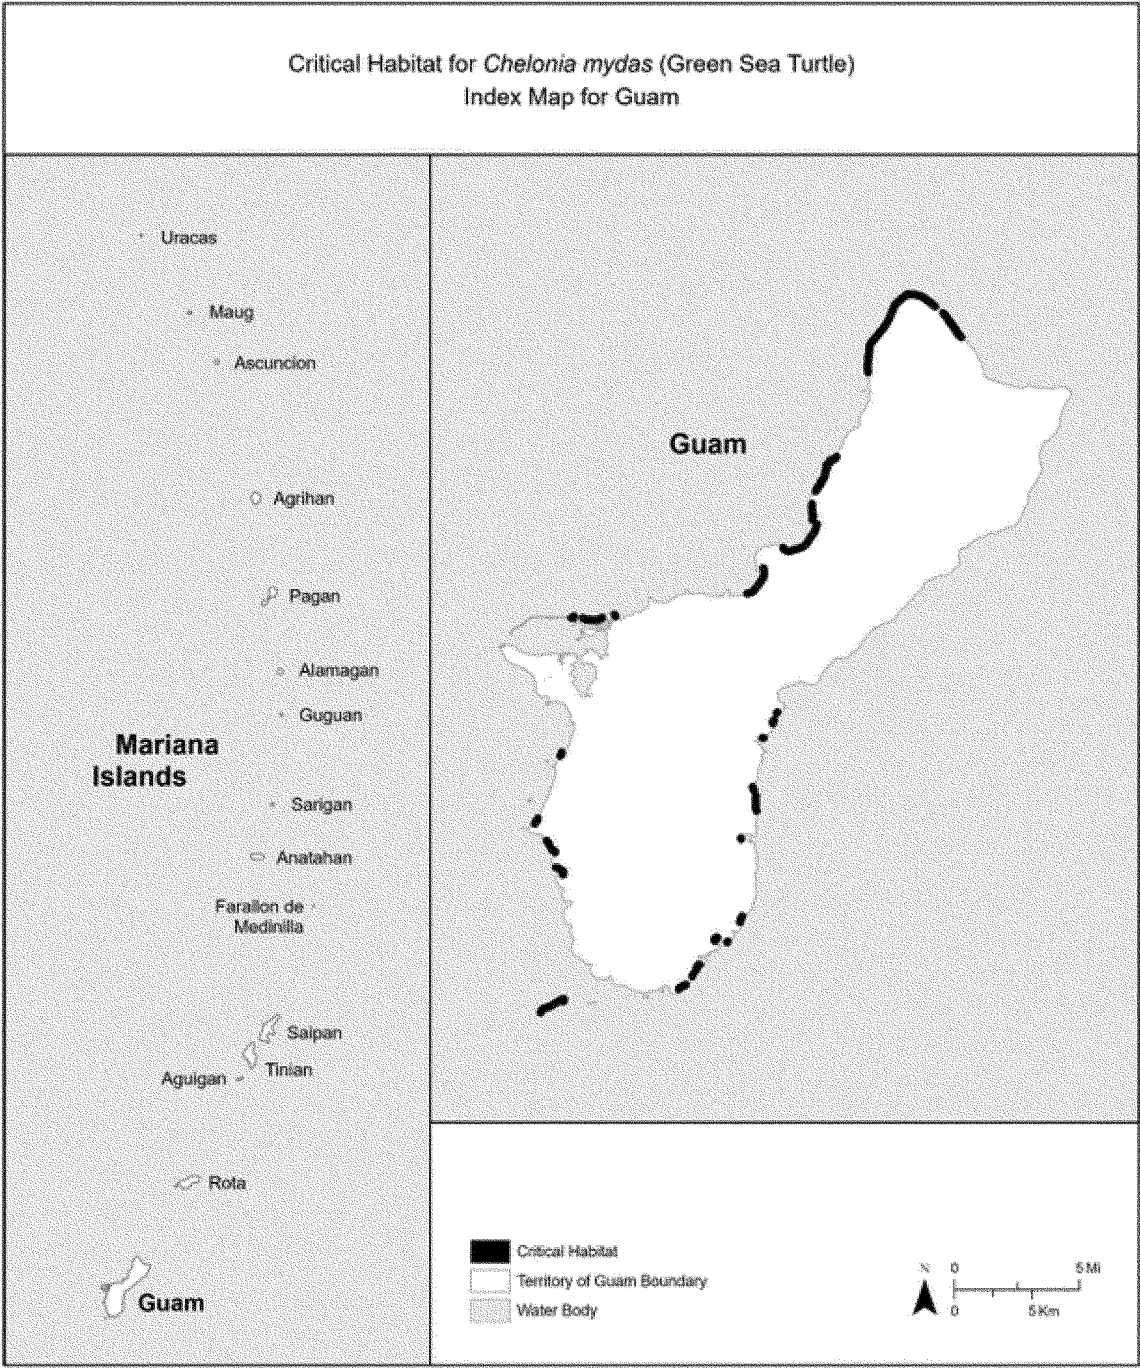 Critical Habitat for Chelonia mydas (Green Sea Turtle)
Index Map for Guam
Uracas
Maug
Ascuncion
Agrihan
Pagan
Alamagan
Guguan
Mariana
Islands
Sarigan
Anatahan
Farallon de
Medinilla
Saipan
Tinian
Aguigan
Rota
Guam
Guam
Critical Habitat
Territory of Guam Boundary
Water Body
N
0 5 Mi
0 5 Km